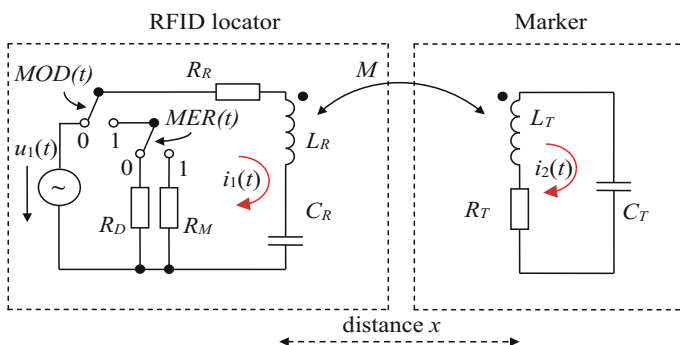 RFID locator
Marker
MOD(t)
R_R
M
MER(t)
L_R
L_T
0
1
0
1
u_1(t)
~
i_1(t)
i_2(t)
R_D
R_M
C_R
R_T
C_T
distance x